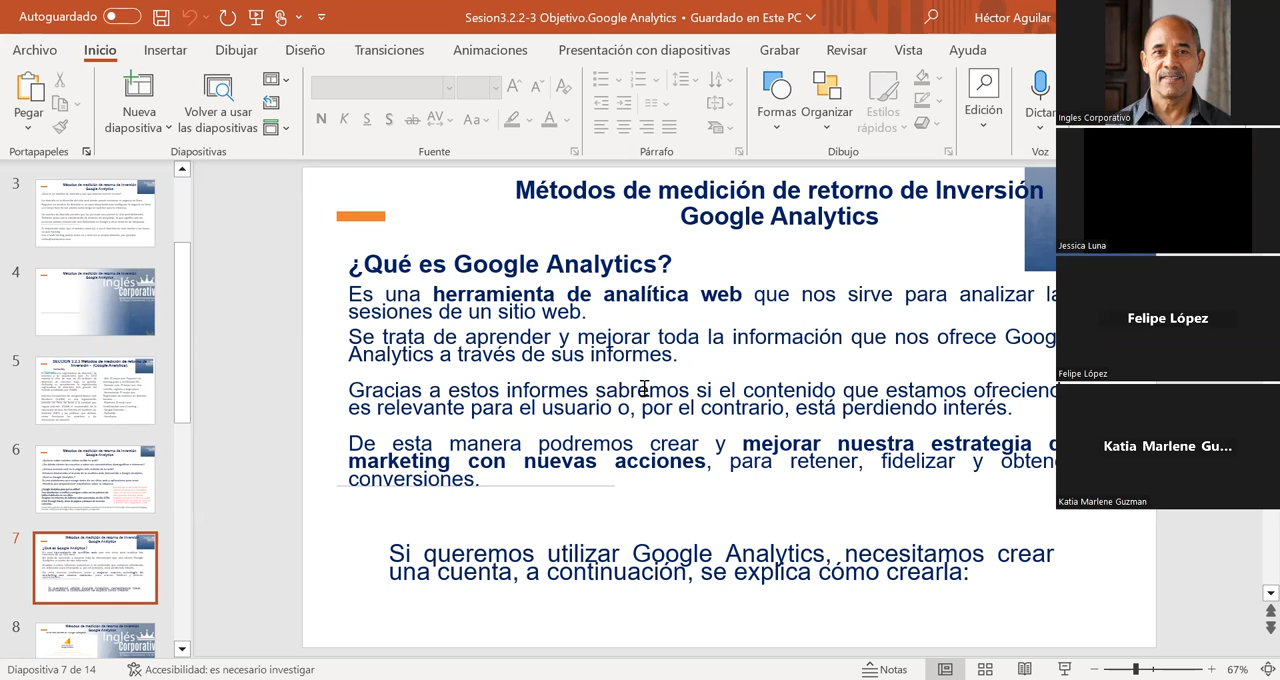 Autoguardado
Sesion3.2.2-3 Objetivo.Google Analytics • Guardado en Este PC
Héctor Aguilar
Archivo
Inicio
Insertar
Dibujar
Diseño
Transiciones
Animaciones
Presentación con diapositivas
Grabar
Revisar
Vista
Ayuda
Pegar
Nueva
diapositiva
Volver a usar
las diapositivas
N K S S ab AV Aa A
Formas
Organizar
Estilos
rápidos
Edición
Dictar
Portapapeles
Diapositivas
Fuente
Párrafo
Dibujo
Voz
3
4
5
6
7
8
Métodos de medición de retorno de Inversión
Google Analytics
¿Qué es Google Analytics?
Es una herramienta de analítica web que nos sirve para analizar la
sesiones de un sitio web.
Se trata de aprender y mejorar toda la información que nos ofrece Goog
Analytics a través de sus informes.
Gracias a estos informes sabremos si el contenido que estamos ofreciendo
es relevante para el usuario o, por el contrario, está perdiendo interés.
De esta manera podremos crear y mejorar nuestra estrategia d
marketing con nuevas acciones, para retener, fidelizar y obtene
conversiones.
Si queremos utilizar Google Analytics, necesitamos crear
una cuenta, a continuación, se explica cómo crearla:
Ingles Corporativo
Jessica Luna
Felipe López
Felipe López
Katia Marlene Gu...
Katia Marlene Guzman
Diapositiva 7 de 14
Accesibilidad: es necesario investigar
Notas
67%